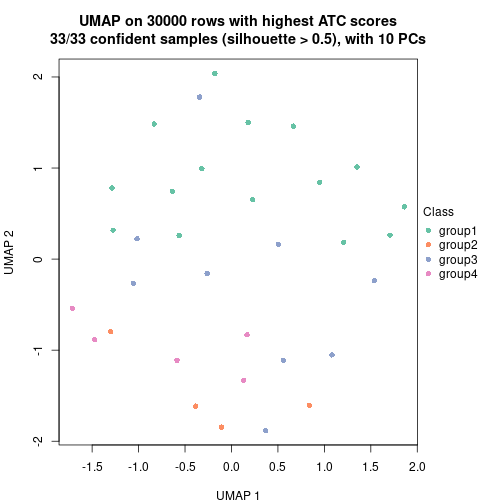 UMAP on 30000 rows with highest ATC scores
33/33 confident samples (silhouette > 0.5), with 10 PCs
UMAP 2
2
1
0
-1
-2
-1.5 -1.0 -0.5 0.0 0.5 1.0 1.5 2.0
UMAP 1
Class
group1
group2
group3
group4